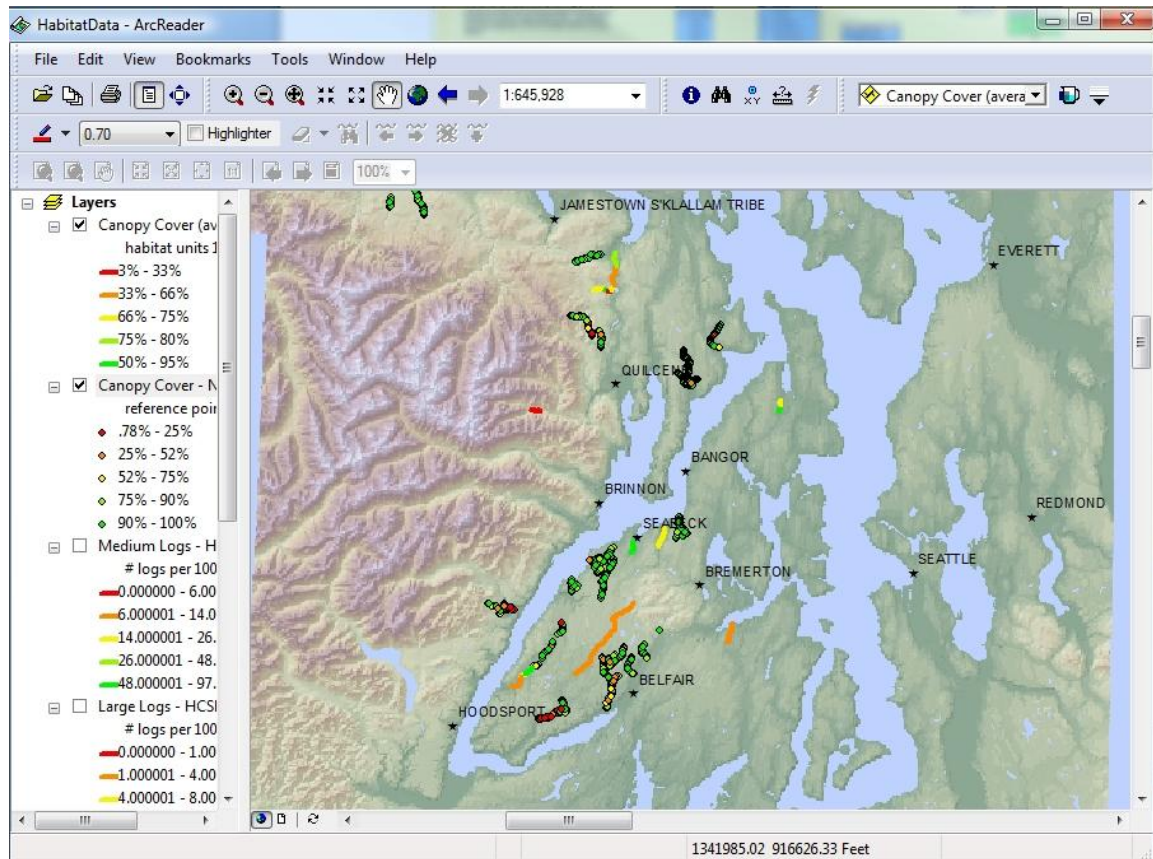 HabitatData - ArcReader
File Edit View Bookmarks Tools Window Help
1:645,928
XY
Canopy Cover (avera
0.70
Highlighter
1:1
100%
Layers
Canopy Cover (av
habitat units 1
3% - 33%
33% - 66%
66% - 75%
75% - 80%
50% - 95%
Canopy Cover - N
reference poir
.78% - 25%
25% - 52%
52% - 75%
75% - 90%
90% - 100%
Medium Logs - H
# logs per 100
0.000000 - 6.00
6.000001 - 14.0
14.000001 - 26.
26.000001 - 48.
48.000001 - 97.
Large Logs - HCSI
# logs per 100
0.000000 - 1.00
1.000001 - 4.00
4.000001 - 8.00
JAMESTOWN S'KLALLAM TRIBE
EVERETT
QUILCENE
BANGOR
BRINNON
REDMOND
SEABECK
SEATTLE
BREMERTON
BELFAIR
HOODSPORT
1341985.02 916626.33 Feet